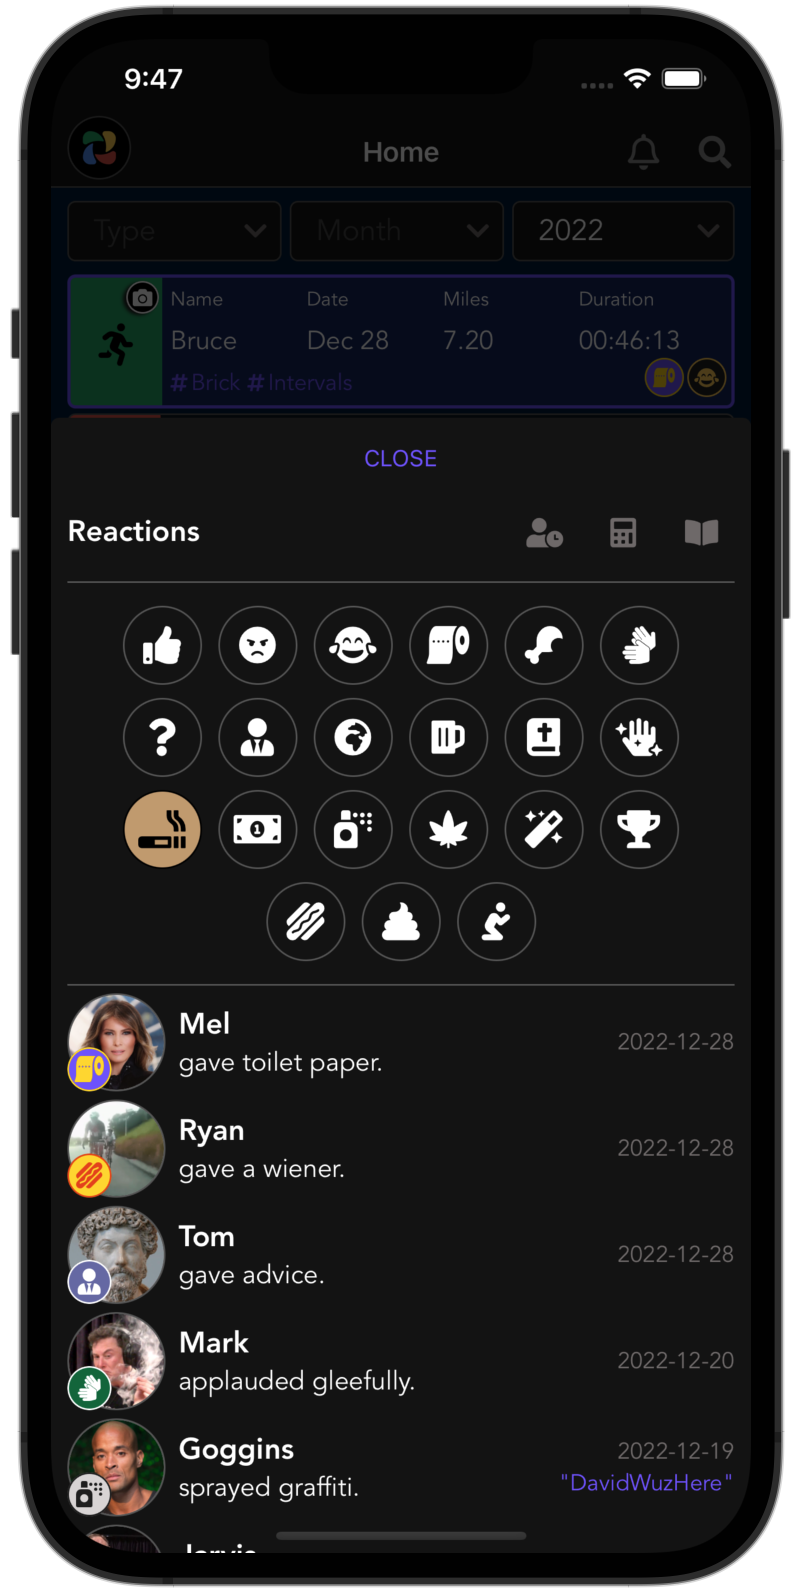 9:47
Home
Type Month 2022
Name Date Miles Duration
Bruce Dec 28 7.20 00:46:13
#Brick #Intervals
CLOSE
Reactions
?
1
Mel
gave toilet paper.
2022-12-28
Ryan
gave a wiener.
2022-12-28
Tom
gave advice.
2022-12-28
Mark
applauded gleefully.
2022-12-20
Goggins
sprayed graffiti.
2022-12-19
"DavidWuzHere"